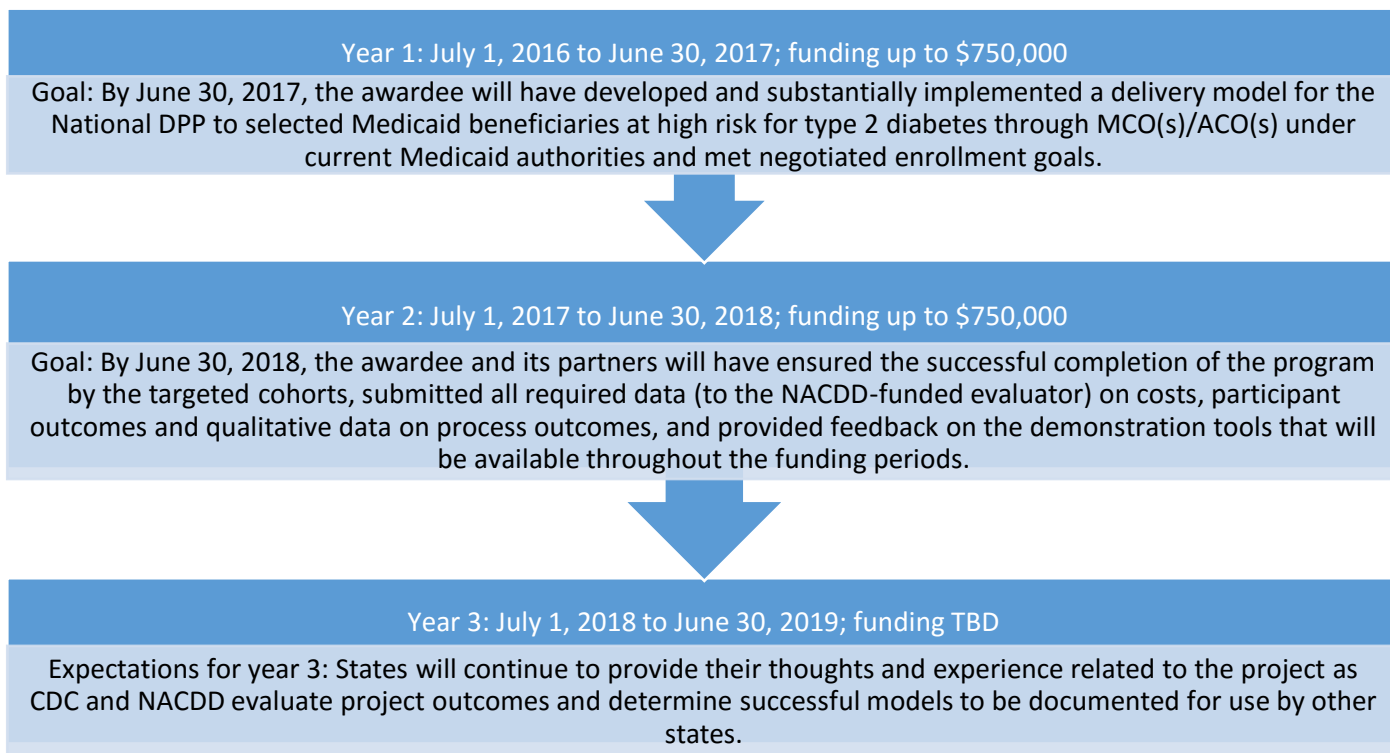 Year 1: July 1, 2016 to June 30, 2017; funding up to $750,000
Goal: By June 30, 2017, the awardee will have developed and substantially implemented a delivery model for the
National DPP to selected Medicaid beneficiaries at high risk for type 2 diabetes through MCO(s)/ACO(s) under
current Medicaid authorities and met negotiated enrollment goals.
Year 2: July 1, 2017 to June 30, 2018; funding up to $750,000
Goal: By June 30, 2018, the awardee and its partners will have ensured the successful completion of the program
by the targeted cohorts, submitted all required data (to the NACDD-funded evaluator) on costs, participant
outcomes and qualitative data on process outcomes, and provided feedback on the demonstration tools that will
be available throughout the funding periods.
Year 3: July 1, 2018 to June 30, 2019; funding TBD
Expectations for year 3: States will continue to provide their thoughts and experience related to the project as
CDC and NACDD evaluate project outcomes and determine successful models to be documented for use by other
states.